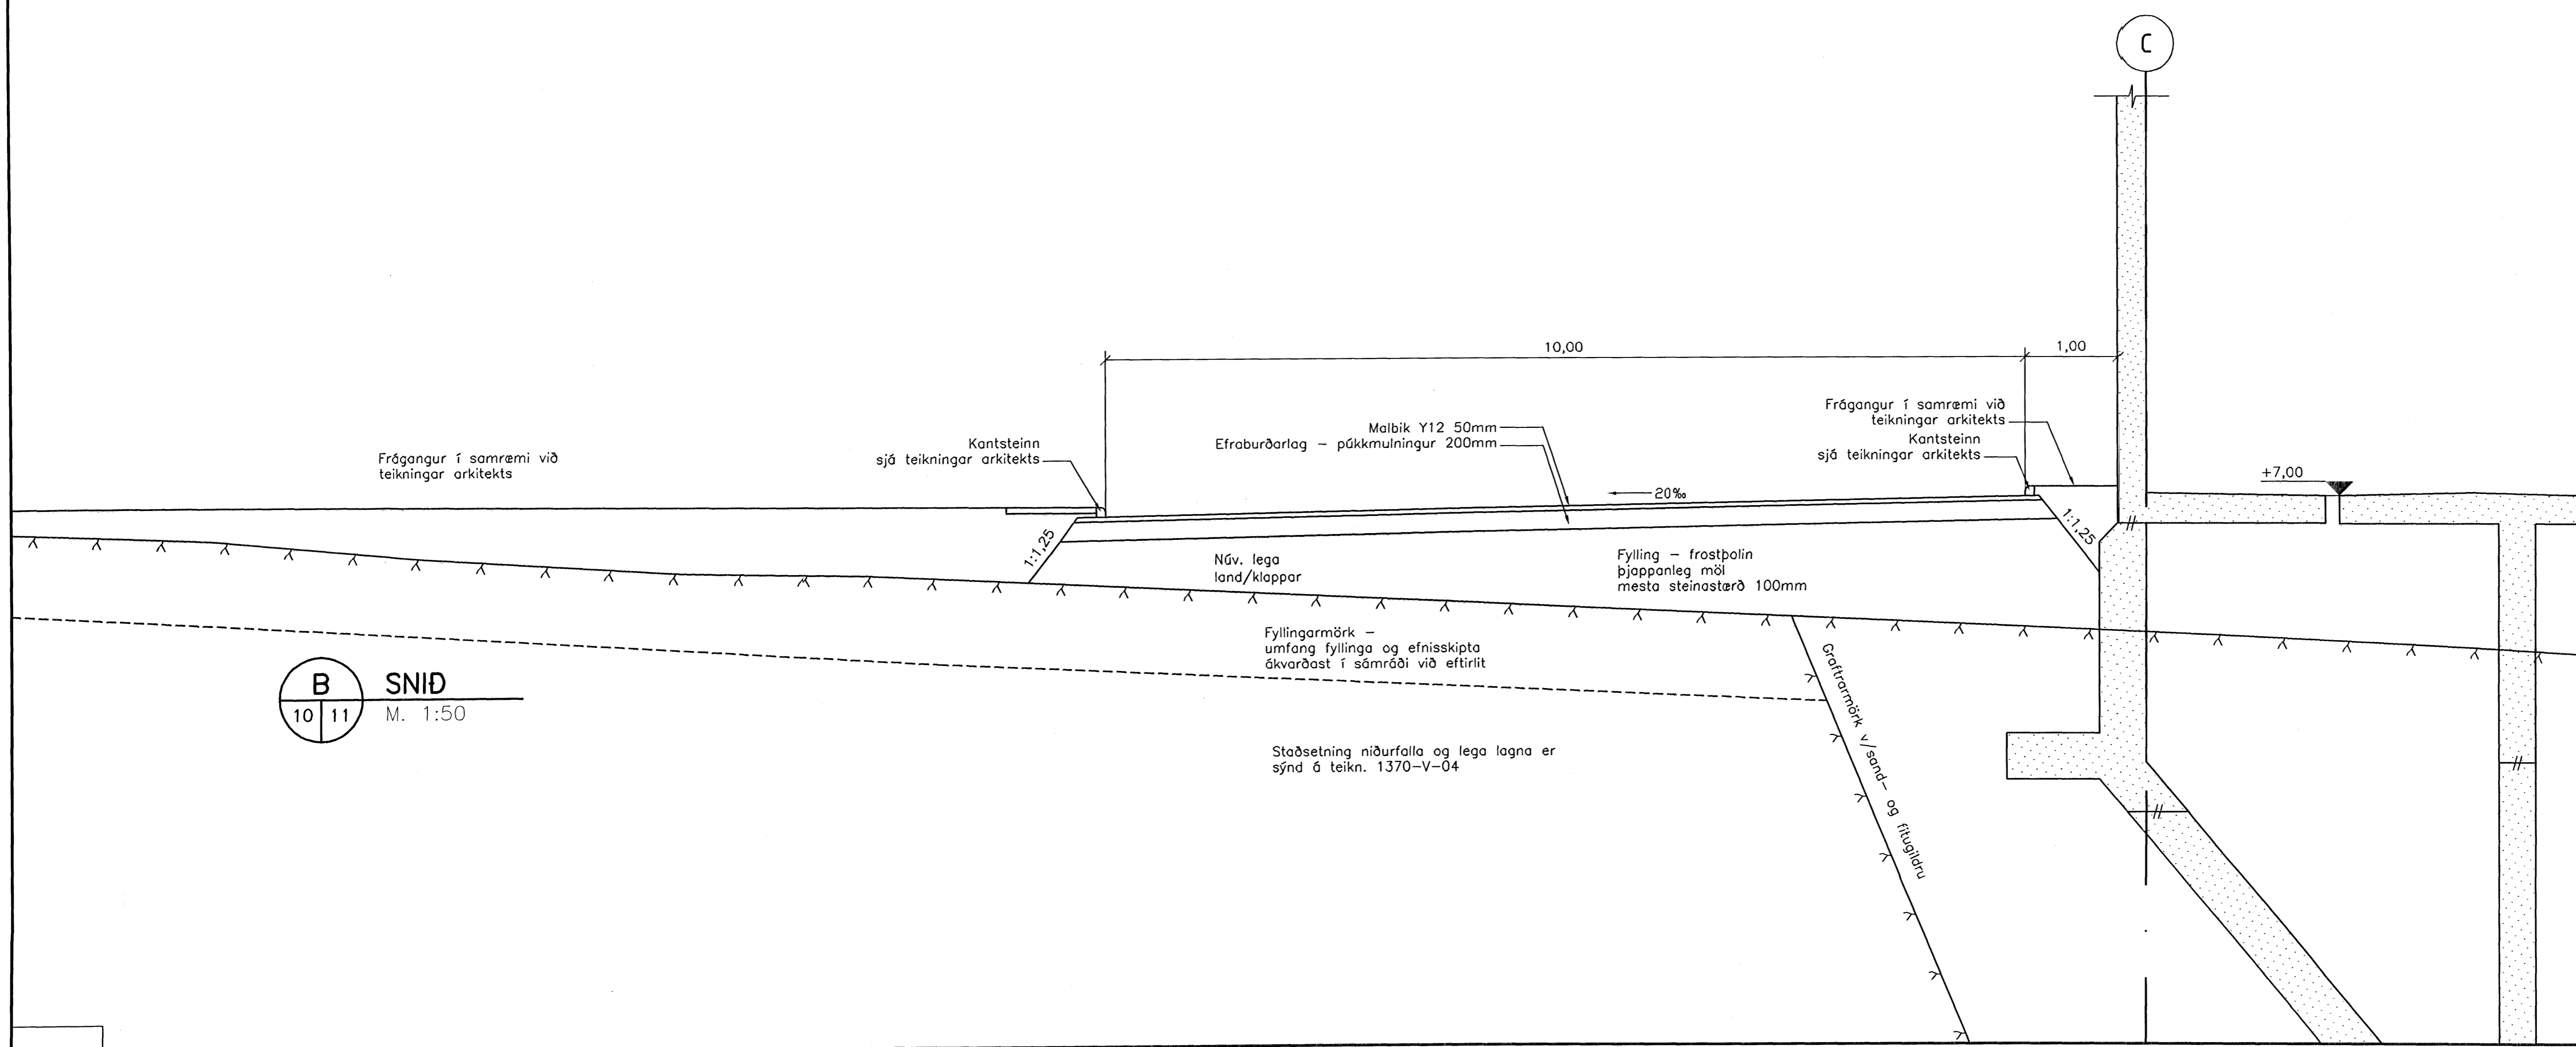 C
10,00
1,00
Frágangur í samræmi við
teikningar arkitekts
Kantsteinn
sjá teikningar arkitekts
Malbik Y12 50mm
Efraburðarlag – púkkmulningur 200mm
Kantsteinn
sjá teikningar arkitekts
Frágangur í samræmi við
teikningar arkitekts
+7,00
20‰
1:1,25
1:1,25
Núv. lega
land/klappar
Fylling – frostþolin
þjappanleg möl
mesta steinastærð 100mm
Fyllingarmörk –
umfang fyllinga og efnisskipta
ákvarðast í sámráði við eftirlit
Graftrarmörk v/sand– og fitugildru
B
10 11
SNIÐ
M. 1:50
Staðsetning niðurfalla og lega lagna er
sýnd á teikn. 1370–V–04